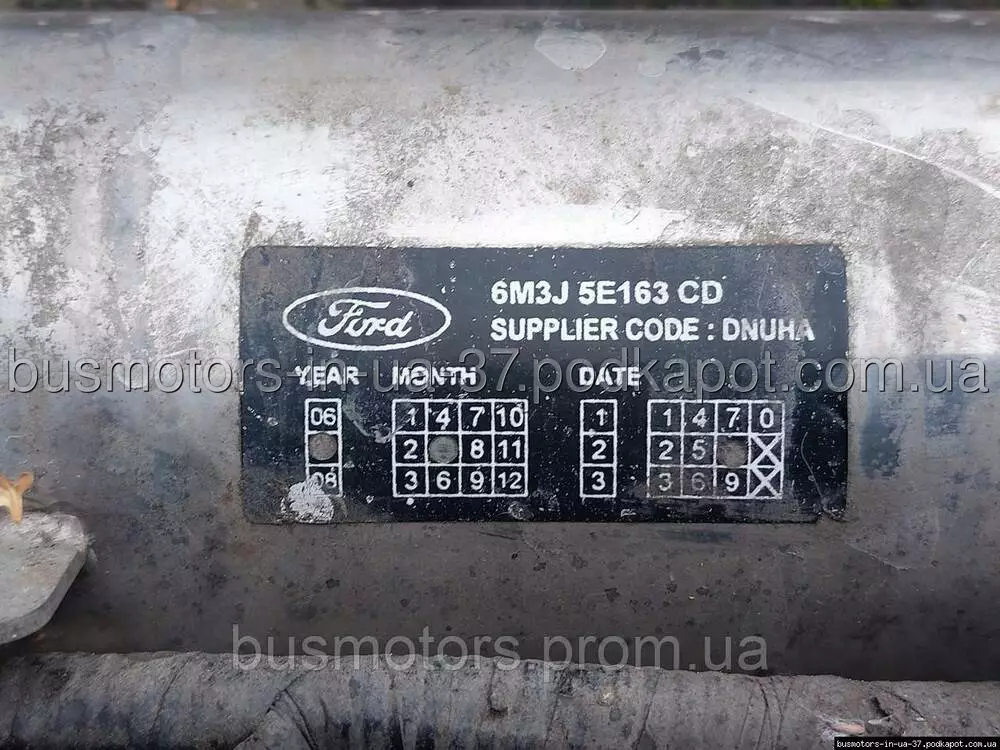 Ford
6M3J 5E163 CD
SUPPLIER CODE : DNUHA
busmotors-in-ua-37.podkapot.com.ua
YEAR MONTH DATE
06 1 4 7 10 1 1 4 7 0
2 8 11 2 2 5 X
08 3 6 9 12 3 3 6 9 X
busmotors.prom.ua
busmotors-in-ua-37.podkapot.com.ua